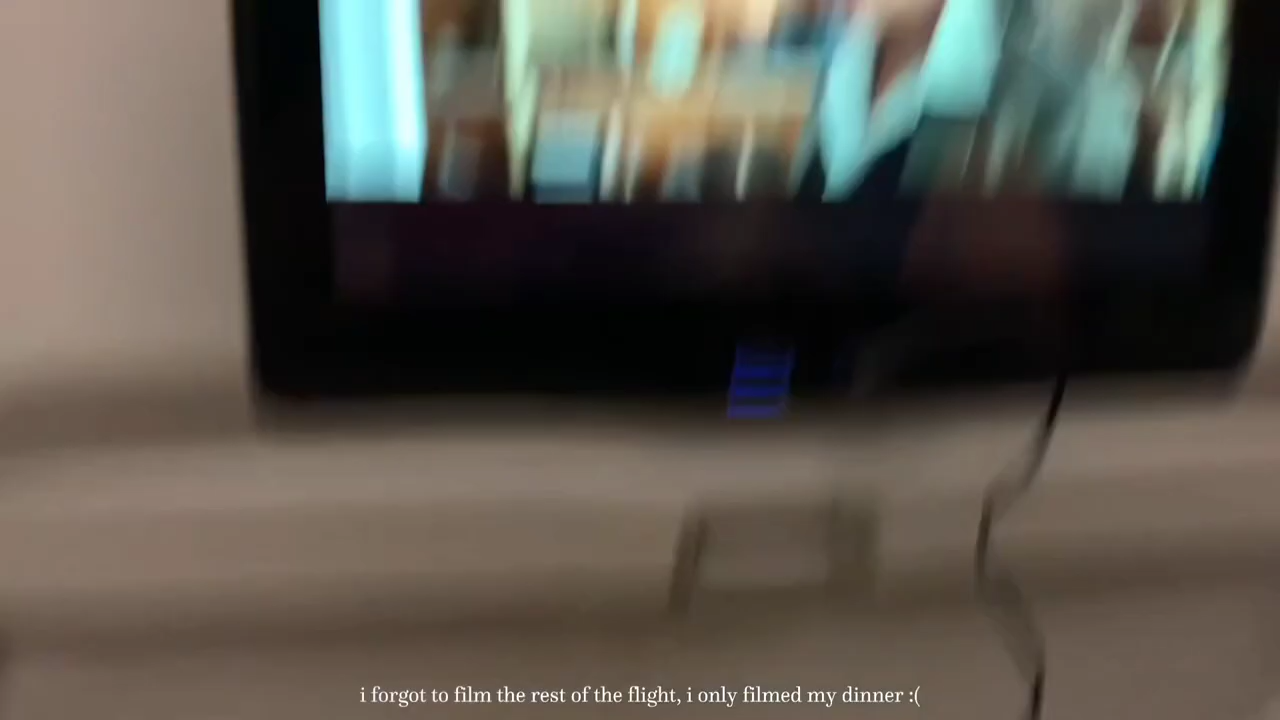 i forgot to film the rest of the flight, i only filmed my dinner :(